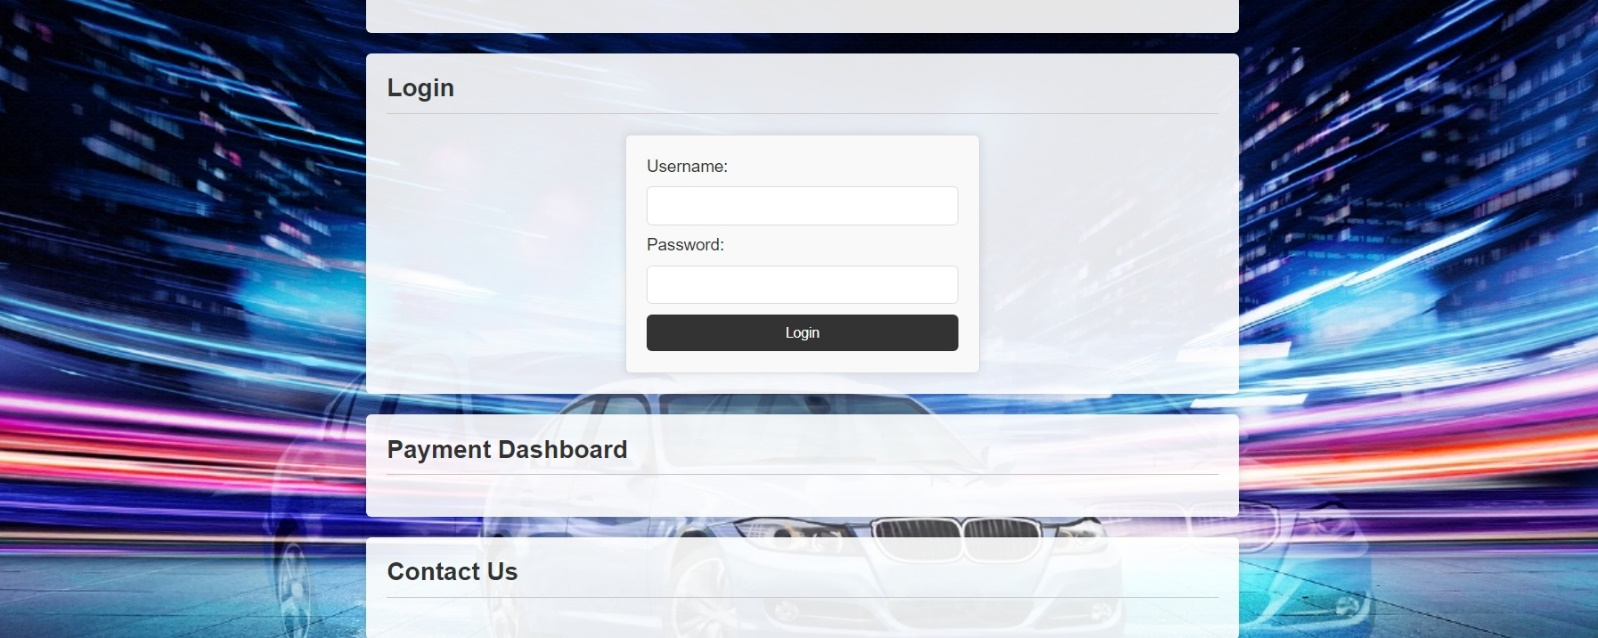 Login
Username:
Password:
Login
Payment Dashboard
Contact Us